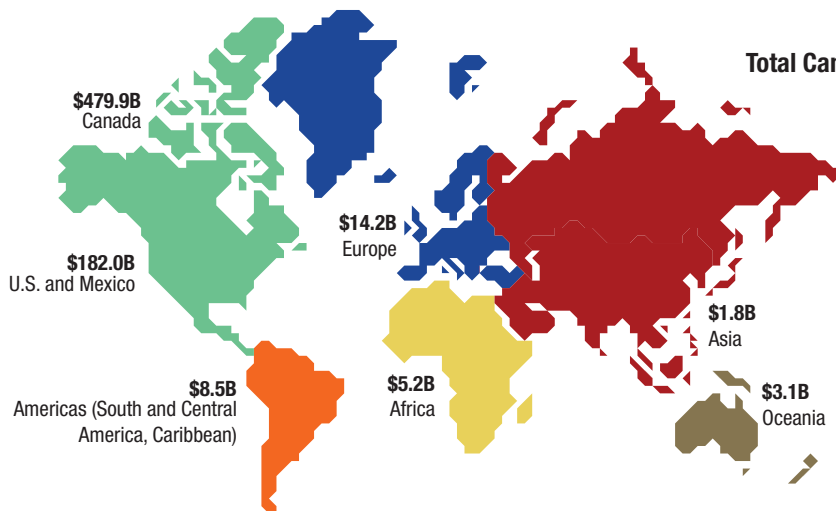 Total
$479.9B
Canada
$14.2B
Europe
$182.0B
U.S. and Mexico
$1.8B
Asia
$8.5B
Americas (South and Central
America, Caribbean)
$5.2B
Africa
$3.1B
Oceania